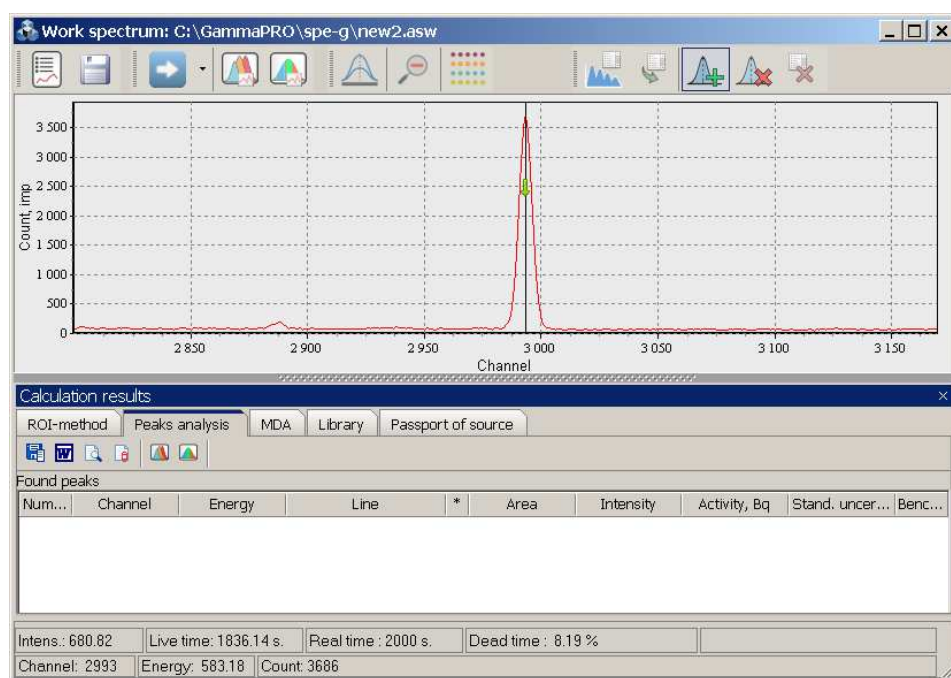 Work spectrum: C:\GammaPRO\spe-g\new2.asw
Count, imp
3 500
3 000
2 500
2 000
1 500
1 000
500
0
2 850 2 900 2 950 3 000 3 050 3 100 3 150
Channel
Calculation results
ROI-method Peaks analysis MDA Library Passport of source
Found peaks
Num... Channel Energy Line * Area Intensity Activity, Bq Stand. uncer... Benc...
Intens.: 680.82 Live time: 1836.14 s. Real time : 2000 s. Dead time : 8.19 %
Channel: 2993 Energy: 583.18 Count: 3686